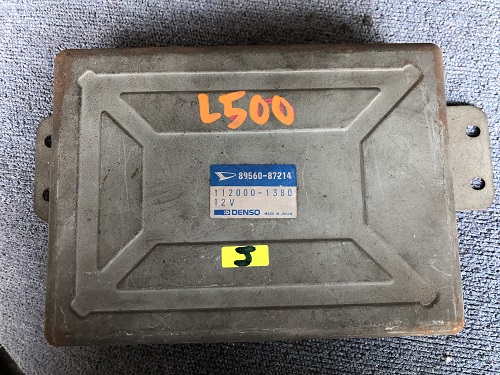 L500
89560-87214
112000-1380
12V
DENSO MADE IN JAPAN
J